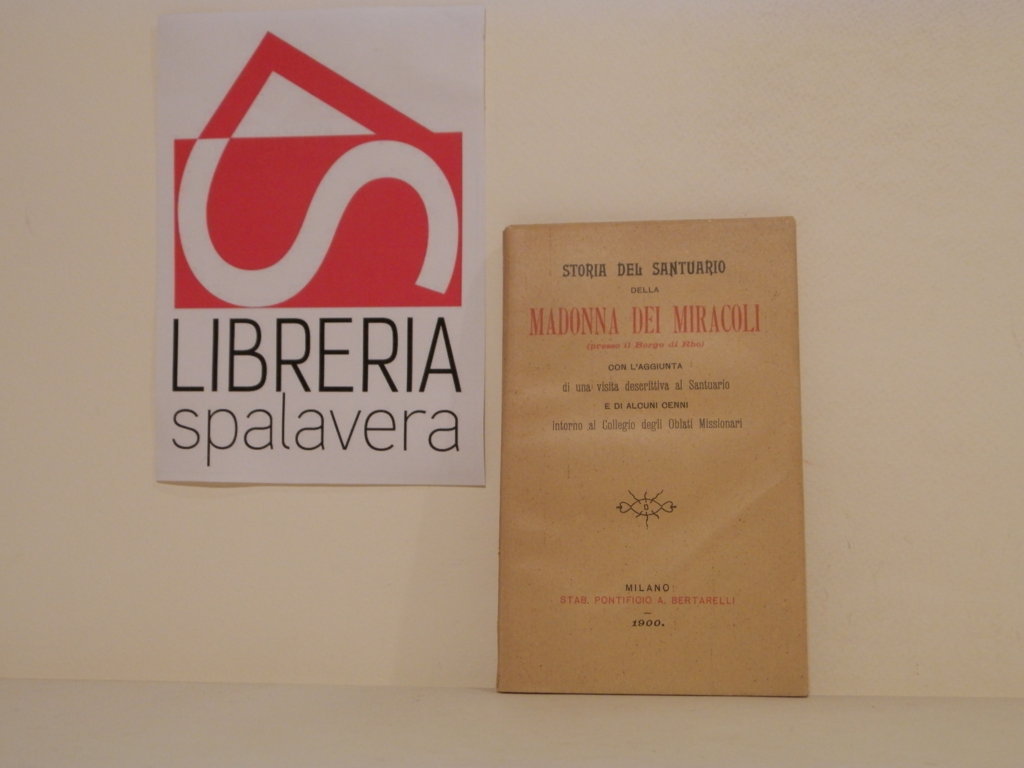 LIBRERIA
spalavera
STORIA DEL SANTUARIO
DELLA
MADONNA DEI MIRACOLI
(presso il Borgo di Rho)
CON L'AGGIUNTA
di una visita descrittiva al Santuario
E DI ALCUNI CENNI
intorno al Collegio degli Oblati Missionari
MILANO
STAB. PONTIFICIO A. BERTARELLI
1900.